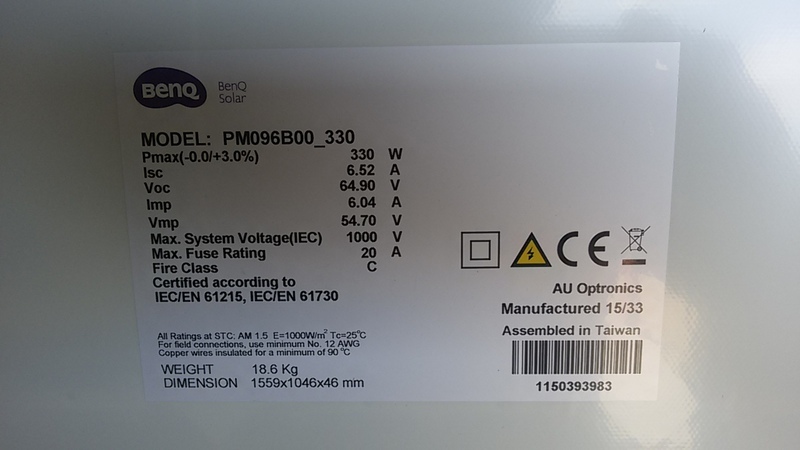 BenQ
BenQ
Solar
MODEL: PM096B00_330
Pmax(-0.0/+3.0%) 330 W
Isc 6.52 A
Voc 64.90 V
Imp 6.04 A
Vmp 54.70 V
Max. System Voltage(IEC) 1000 V
Max. Fuse Rating 20 A
Fire Class C
Certified according to
IEC/EN 61215, IEC/EN 61730
CE
AU Optronics
Manufactured 15/33
Assembled in Taiwan
1150393983
All Ratings at STC: AM 1.5 E=1000W/m² Tc=25°C
For field connections, use minimum No. 12 AWG
Copper wires insulated for a minimum of 90 °C
WEIGHT 18.6 Kg
DIMENSION 1559x1046x46 mm